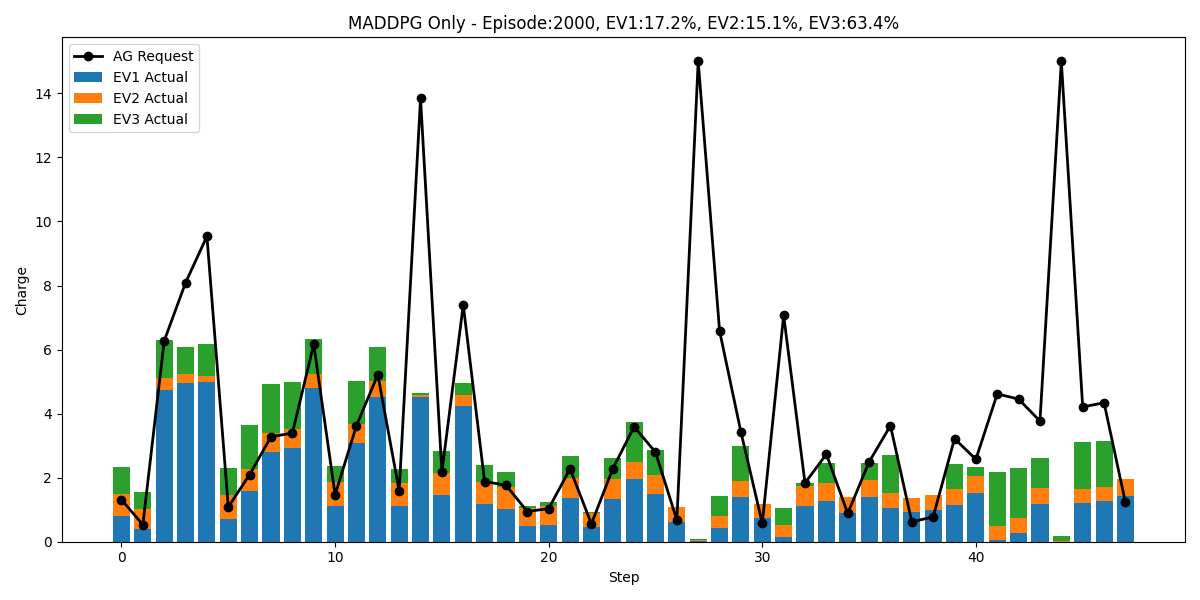 MADDPG Only - Episode:2000, EV1:17.2%, EV2:15.1%, EV3:63.4%
AG Request
EV1 Actual
EV2 Actual
EV3 Actual
Charge
14
12
10
8
6
4
2
0
0 10 20 30 40
Step